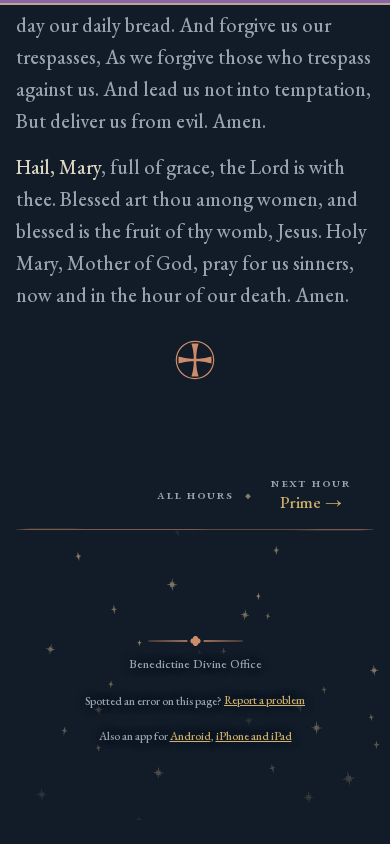 day our daily bread. And forgive us our
trespasses, As we forgive those who trespass
against us. And lead us not into temptation,
But deliver us from evil. Amen.
Hail, Mary, full of grace, the Lord is with
thee. Blessed art thou among women, and
blessed is the fruit of thy womb, Jesus. Holy
Mary, Mother of God, pray for us sinners,
now and in the hour of our death. Amen.
ALL HOURS
NEXT HOUR
Prime →
Benedictine Divine Office
Spotted an error on this page? Report a problem
Also an app for Android, iPhone and iPad